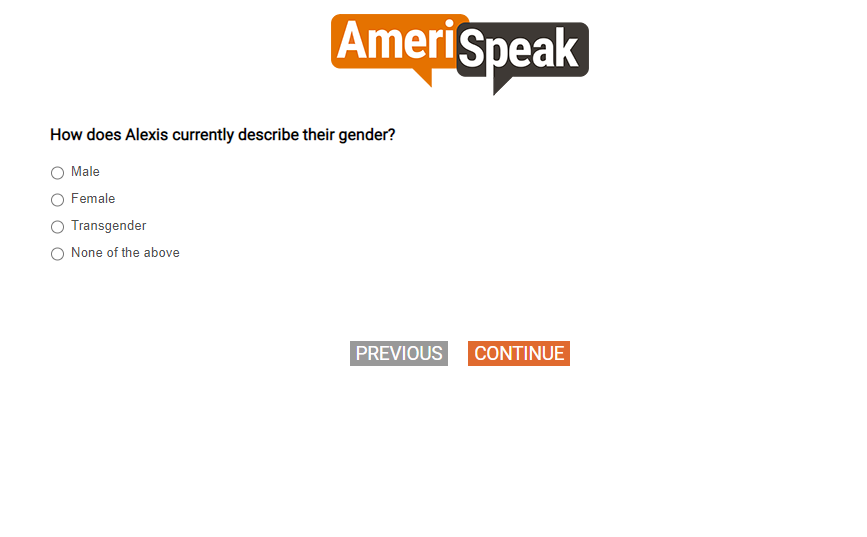 AmeriSpeak
How does Alexis currently describe their gender?
Male
Female
Transgender
None of the above
PREVIOUS CONTINUE